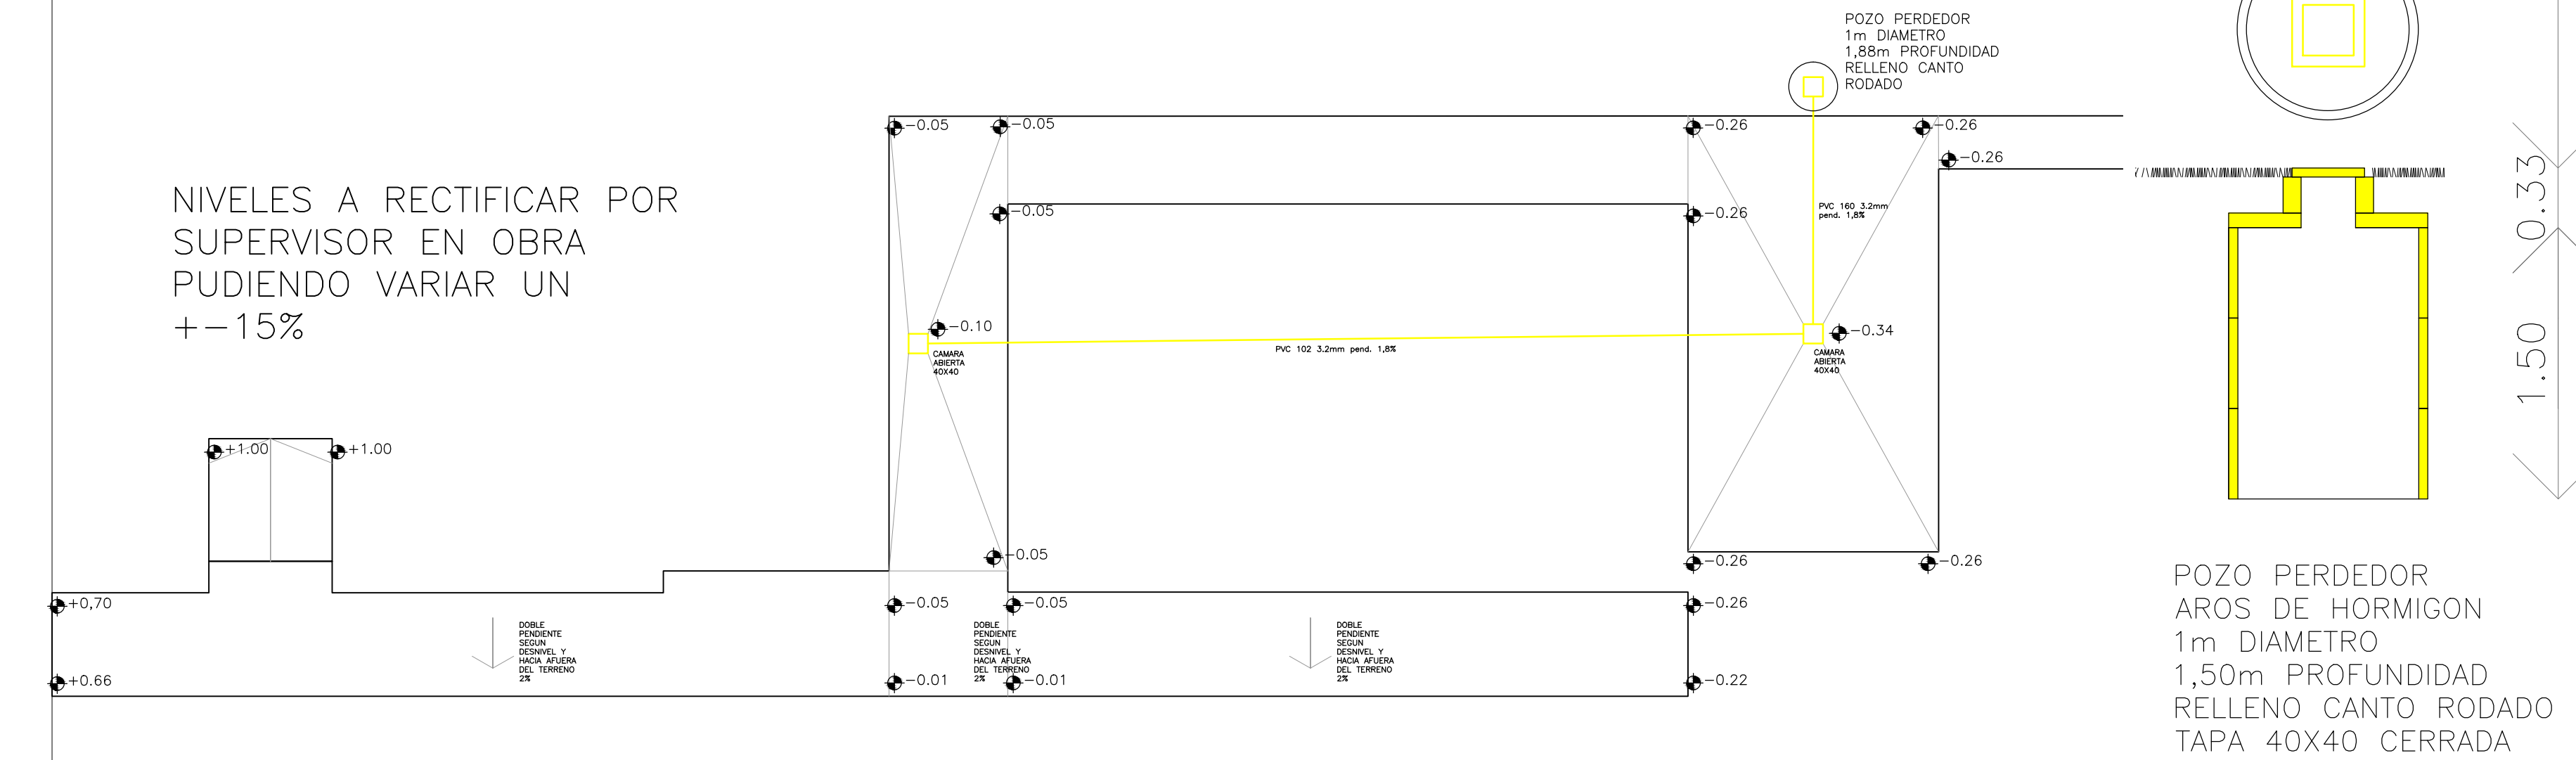 POZO PERDEDOR
1m DIAMETRO
1,88m PROFUNDIDAD
RELLENO CANTO
RODADO
-0.05
-0.05
-0.26
-0.26
-0.26
NIVELES A RECTIFICAR POR
SUPERVISOR EN OBRA
PUDIENDO VARIAR UN
+-15%
-0.05
-0.26
PVC 160 3.2mm
pend. 1,8%
-0.10
CAMARA
ABIERTA
40X40
PVC 102 3.2mm pend. 1,8%
-0.34
CAMARA
ABIERTA
40X40
0.33
1.50
+1.00
+1.00
-0.05
-0.26
-0.26
+0,70
-0.05
-0.05
-0.26
DOBLE
PENDIENTE
SEGUN
DESNIVEL Y
HACIA AFUERA
DEL TERRENO
2%
DOBLE
PENDIENTE
SEGUN
DESNIVEL Y
HACIA AFUERA
DEL TERRENO
2%
DOBLE
PENDIENTE
SEGUN
DESNIVEL Y
HACIA AFUERA
DEL TERRENO
2%
+0.66
-0.01
-0.01
-0.22
POZO PERDEDOR
AROS DE HORMIGON
1m DIAMETRO
1,50m PROFUNDIDAD
RELLENO CANTO RODADO
TAPA 40X40 CERRADA